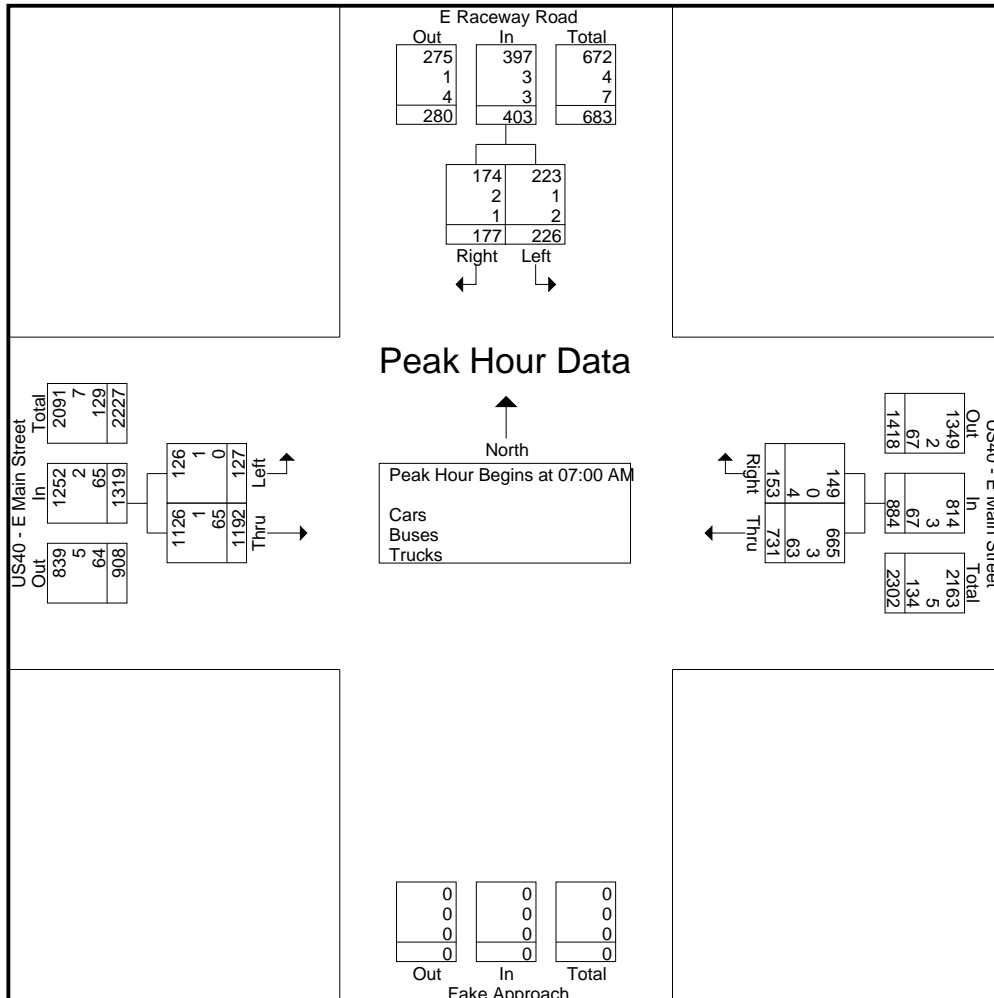 E Raceway Road
Out In Total
275 397 672
1 3 4
4 3 7
280 403 683
174 223
2 1
1 2
177 226
Right Left
Peak Hour Data
North
Peak Hour Begins at 07:00 AM
Cars
Buses
Trucks
US40 - E Main Street
Out In Total
839 1252 2091
5 2 7
64 65 129
908 1319 2227
1126 126
1 1
65 0
1192 127
Thru Left
US40 - E Main Street
Out In Total
1349 814 2163
2 3 5
67 67 134
1418 884 2302
149 665
0 3
4 63
153 731
Right Thru
0 0 0
0 0 0
0 0 0
0 0 0
Out In Total
Fake Approach